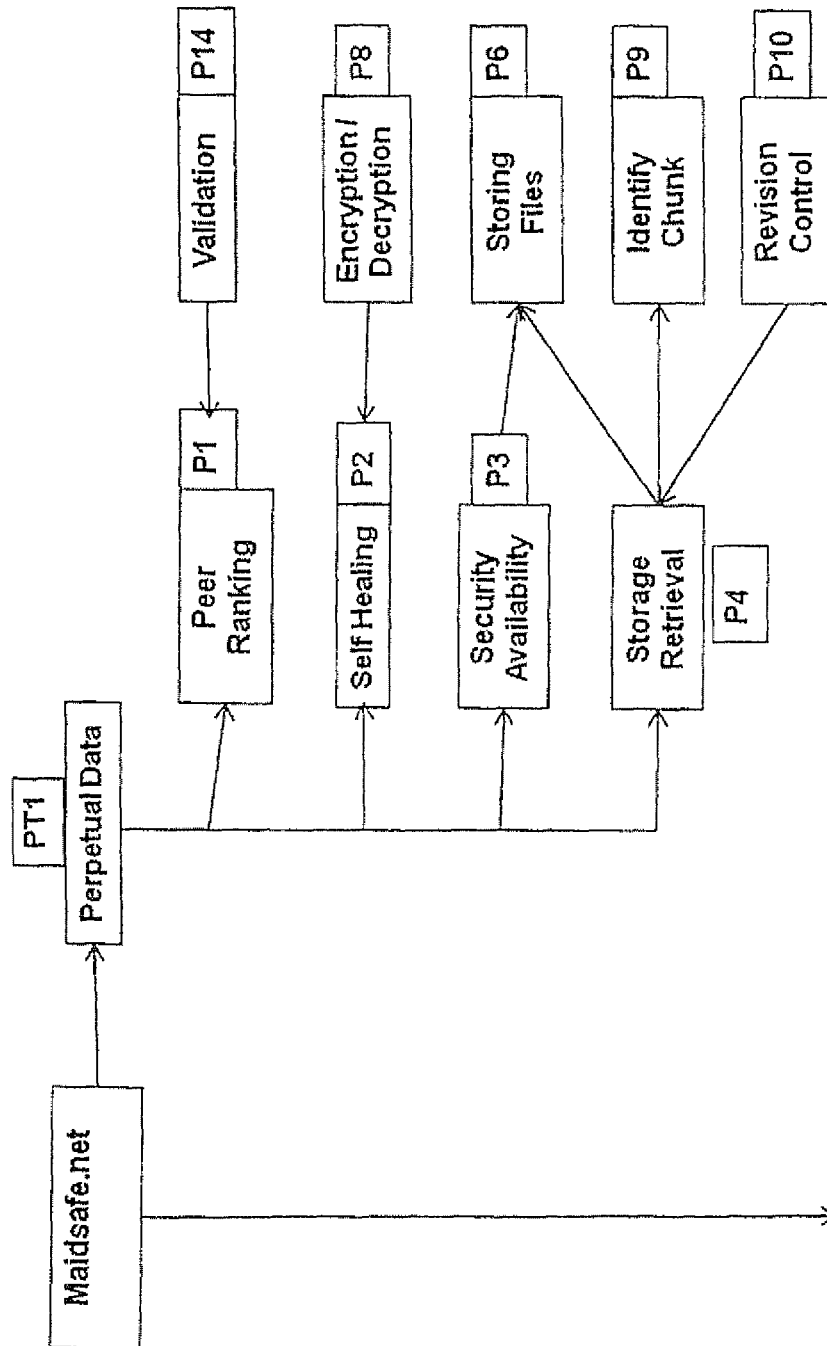 Maidsafe.net
PT1
Perpetual Data
Peer
Ranking
P1
Validation
P14
Self Healing
P2
Encryption /
Decryption
P8
Security
Availability
P3
Storing
Files
P6
Storage
Retrieval
P4
Identify
Chunk
P9
Revision
Control
P10